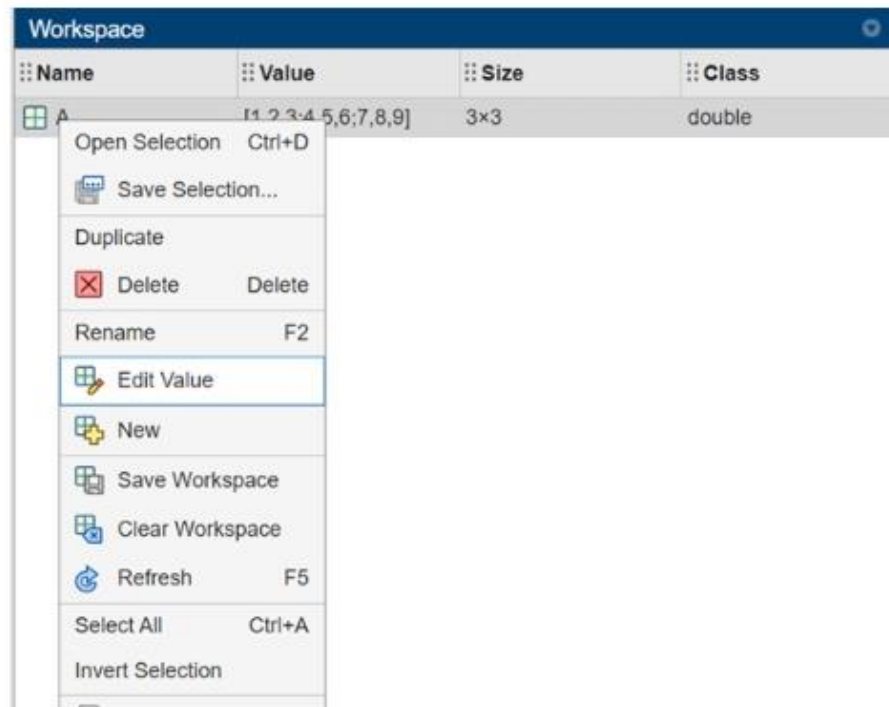 Workspace
Name Value Size Class
A [1,2,3;4,5,6;7,8,9] 3×3 double
Open Selection Ctrl+D
Save Selection...
Duplicate
Delete Delete
Rename F2
Edit Value
New
Save Workspace
Clear Workspace
Refresh F5
Select All Ctrl+A
Invert Selection